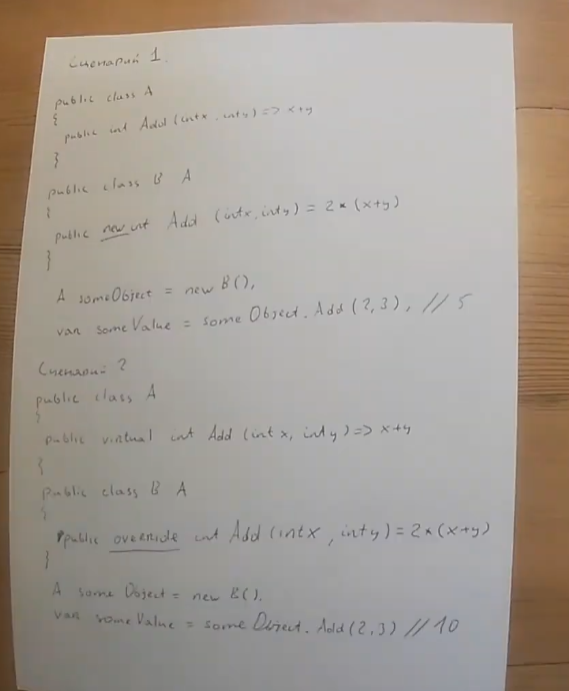 Сценарий 1.
public class A
{
public int Add (int x, int y) => x+y
}
public class B A
{
public new int Add (int x, int y) = 2 * (x+y)
}
A someObject = new B(),
var someValue = some Object. Add (2,3), // 5
Сценарий 2
public class A
{
public virtual int Add (int x, int y) => x+y
{
public class B A
{
public override int Add (int x, int y) = 2*(x+y)
}
A some Object = new B().
var someValue = some Object. Add (2,3) // 10